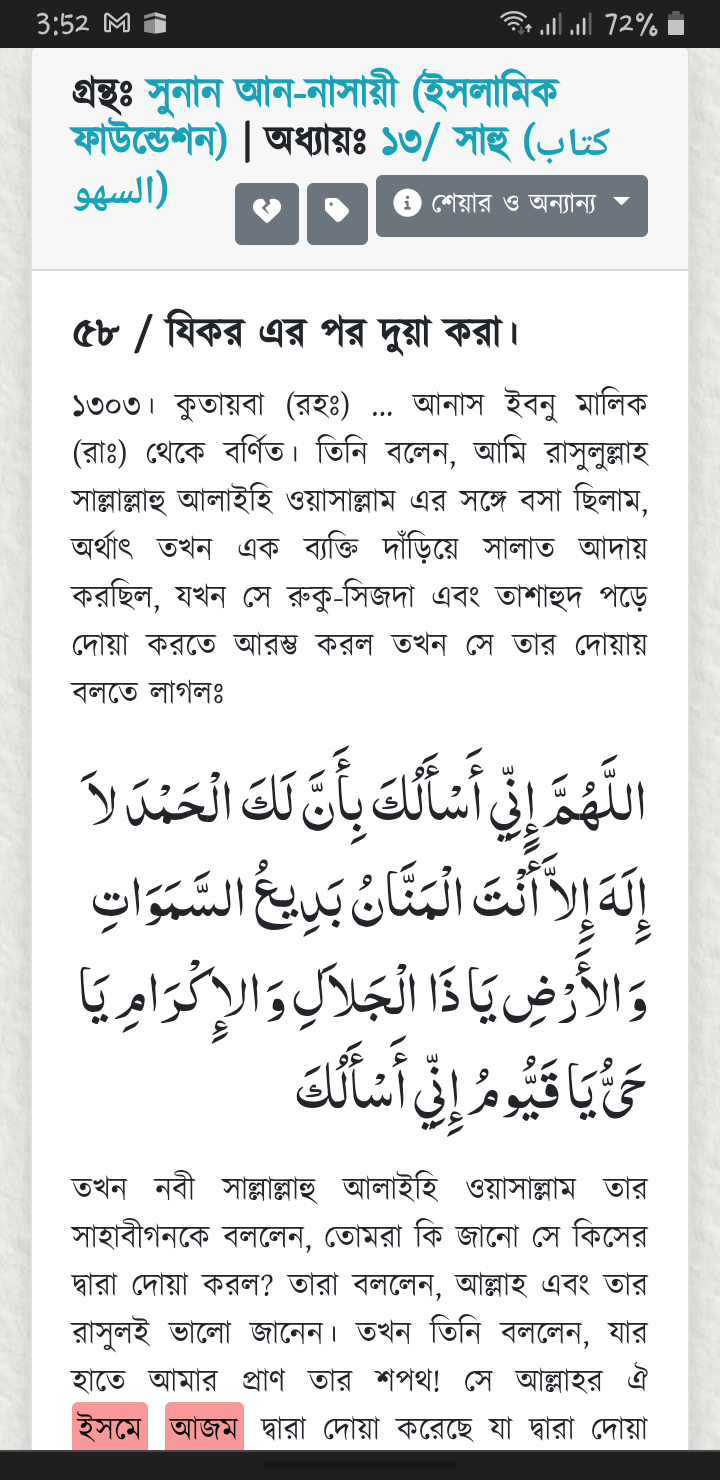 3:52 72%
গ্রন্থঃ সুনান আন-নাসায়ী (ইসলামিক
ফাউন্ডেশন) | অধ্যায়ঃ ১৩/ সাহু (كتاب
السهو)
শেয়ার ও অন্যান্য
৫৮ / যিকর এর পর দুয়া করা।
১৩০৩। কুতায়বা (রহঃ) ... আনাস ইবনু মালিক
(রাঃ) থেকে বর্ণিত। তিনি বলেন, আমি রাসুলুল্লাহ
সাল্লাল্লাহু আলাইহি ওয়াসাল্লাম এর সঙ্গে বসা ছিলাম,
অর্থাৎ তখন এক ব্যক্তি দাঁড়িয়ে সালাত আদায়
করছিল, যখন সে রুকু-সিজদা এবং তাশাহুদ পড়ে
দোয়া করতে আরম্ভ করল তখন সে তার দোয়ায়
বলতে লাগলঃ
اللَّهُمَّ إِنِّي أَسْأَلُكَ بِأَنَّ لَكَ الْحَمْدَ لاَ
إِلَهَ إِلاَّ أَنْتَ الْمَنَّانُ بَدِيعُ السَّمَوَاتِ
وَالأَرْضِ يَا ذَا الْجَلاَلِ وَالإِكْرَامِ يَا
حَىُّ يَا قَيُّومُ إِنِّي أَسْأَلُكَ
তখন নবী সাল্লাল্লাহু আলাইহি ওয়াসাল্লাম তার
সাহাবীগনকে বললেন, তোমরা কি জানো সে কিসের
দ্বারা দোয়া করল? তারা বললেন, আল্লাহ এবং তার
রাসুলই ভালো জানেন। তখন তিনি বললেন, যার
হাতে আমার প্রাণ তার শপথ! সে আল্লাহর ঐ
ইসমে আজম দ্বারা দোয়া করেছে যা দ্বারা দোয়া